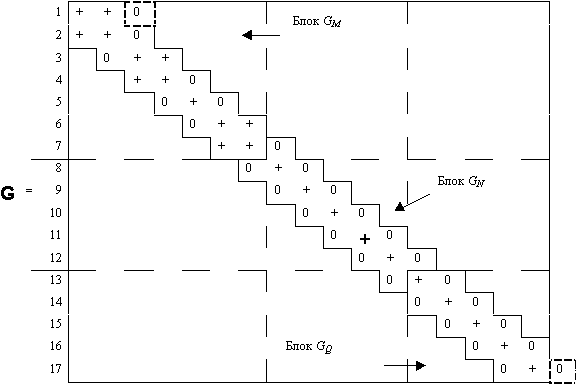 1 + + 0
Блок G_M
2 + + 0
3 0 + +
4 + + 0
5 0 + 0
6 0 + +
7 + + 0
8 0 + 0
Блок G_N
G = 9 0 + 0
10 0 + 0
11 0 + 0
12 0 + 0
13 0 + 0
14 0 + 0
15 0 + 0
Блок G_Q
16 0 + 0
17 0 + 0